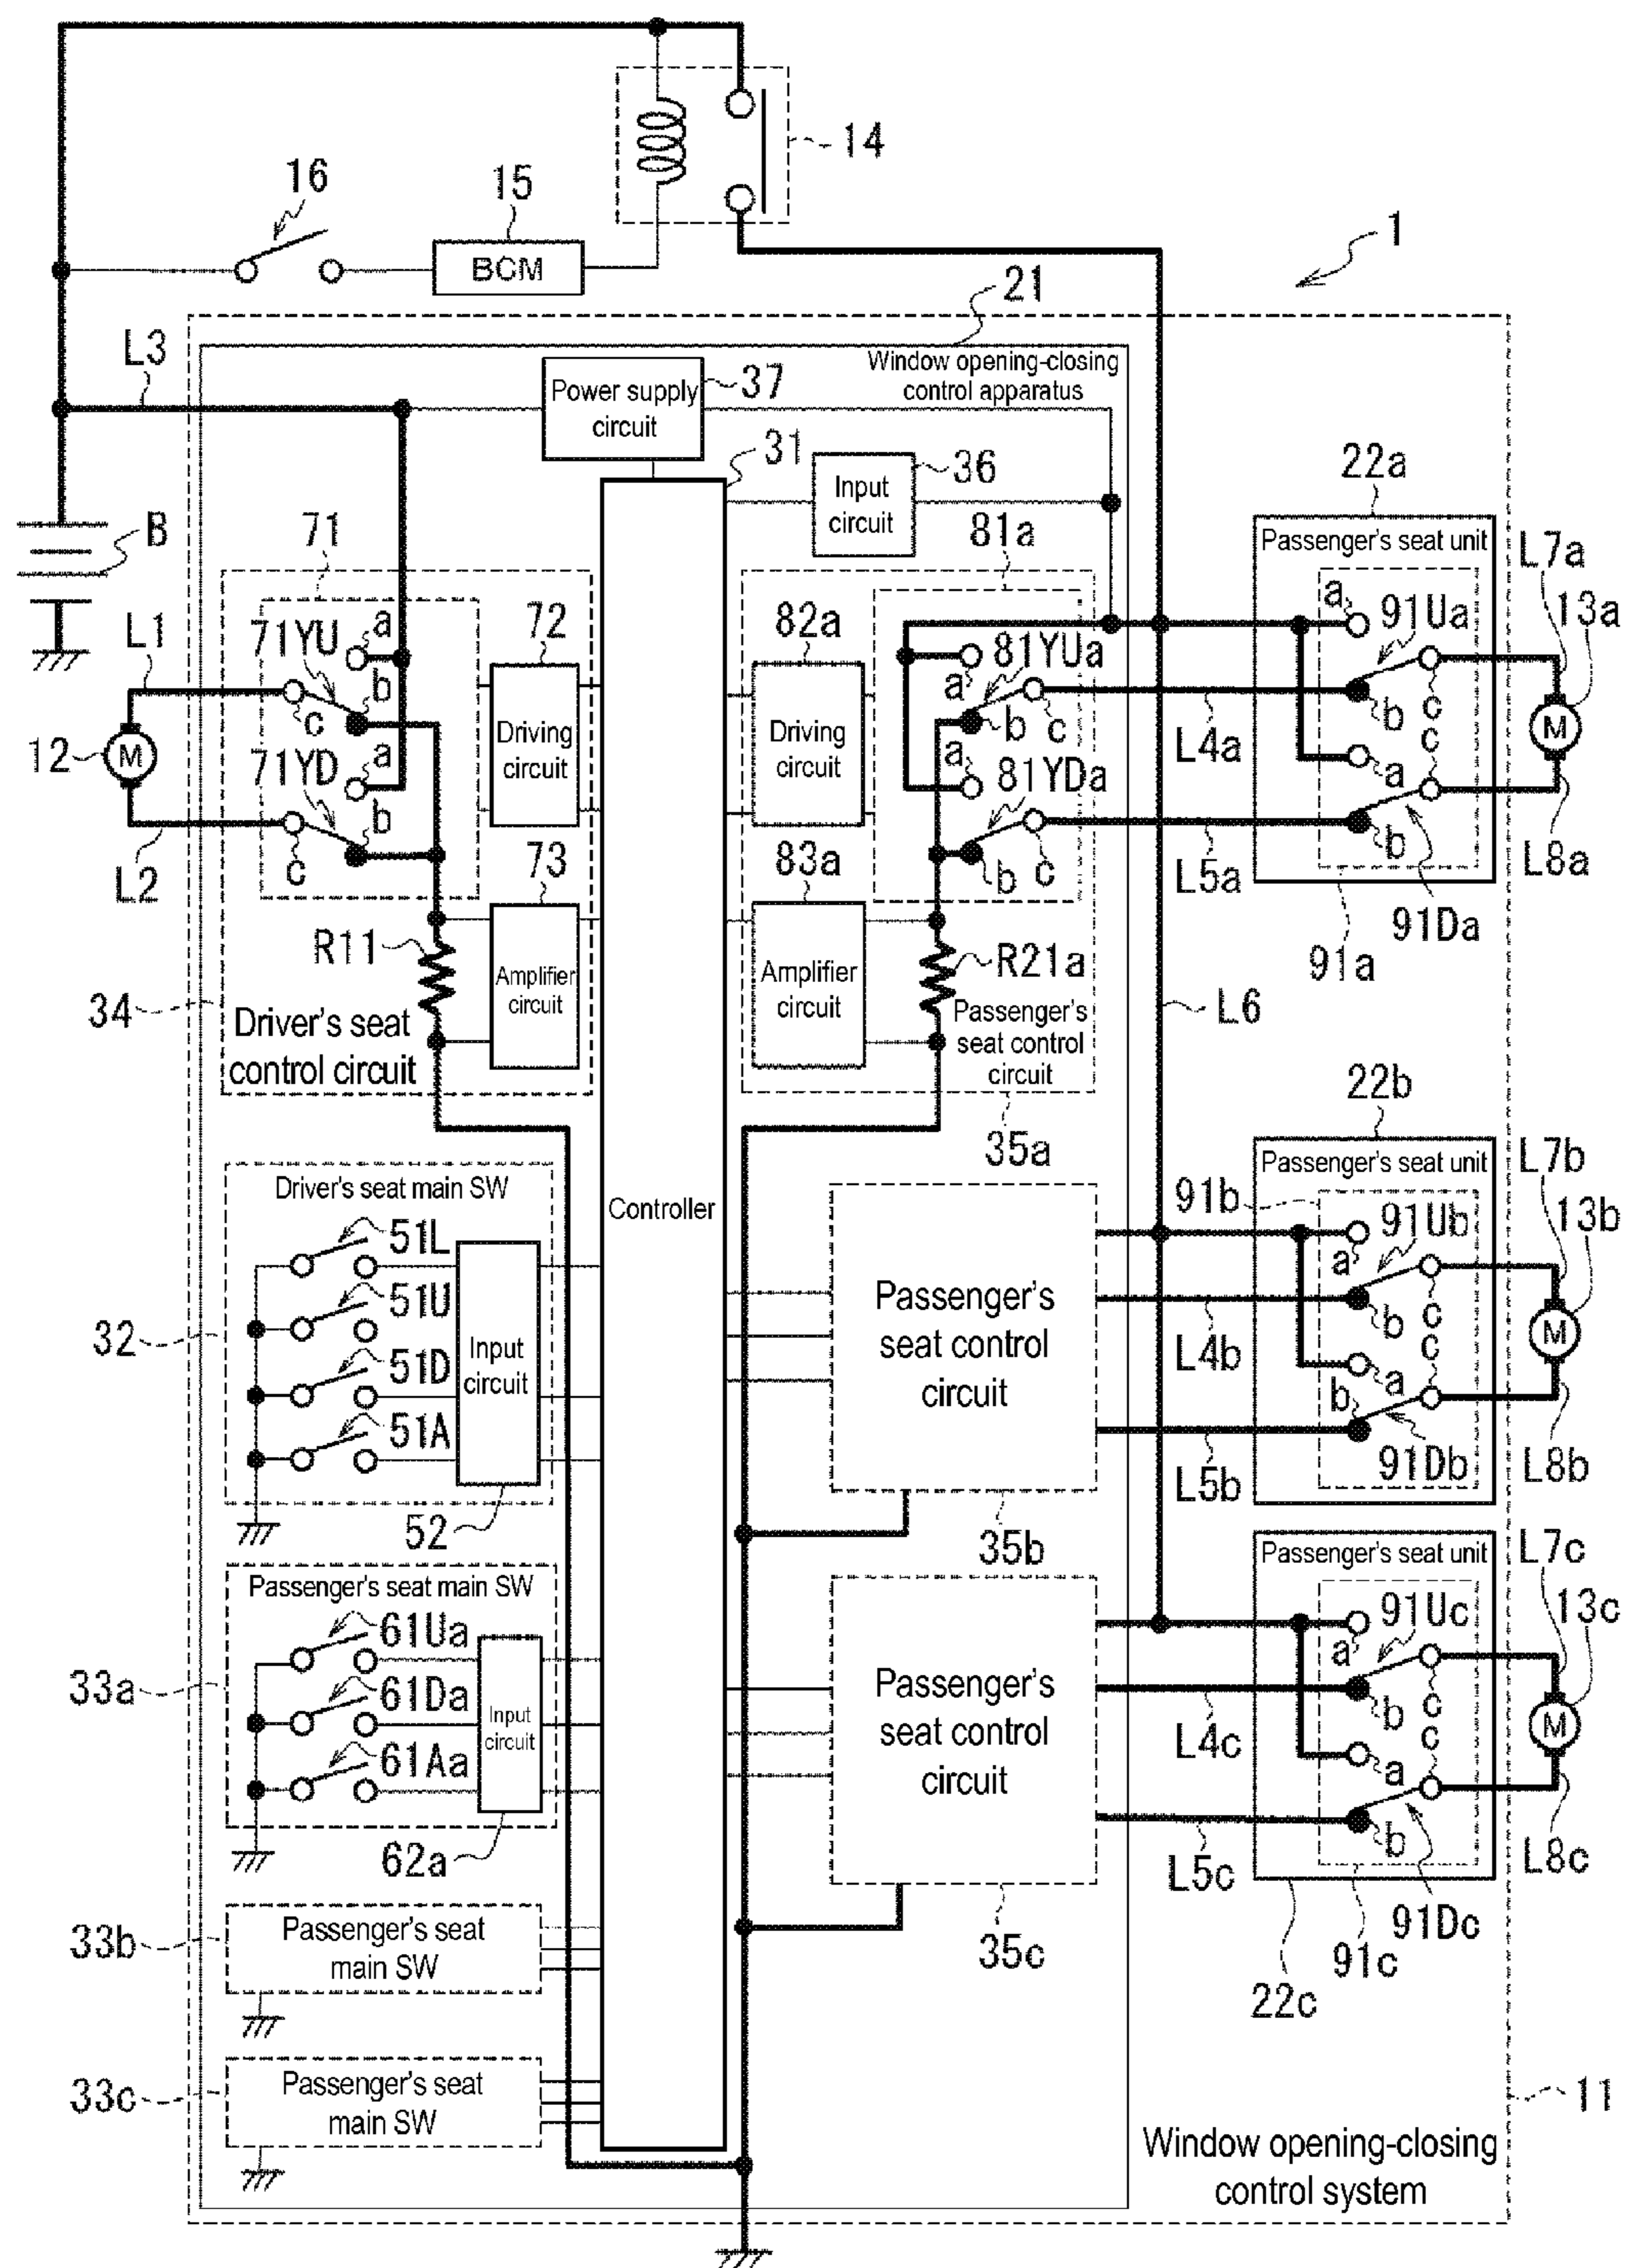 14
16
15
BCM
1
21
L3
Window opening-closing
control apparatus
Power supply
circuit
37
31
36
Input
circuit
22a
Passenger's seat unit
L7a
B
71
81a
a
71YU
72
82a
a
91Ua
13a
L1
b
c
Driving
circuit
Driving
circuit
81YUa
a
b
c
L4a
b
c
M
12
M
71YD
a
b
c
L2
a
81YDa
b
c
L5a
a
c
b
L8a
91Da
91a
73
83a
R11
Amplifier
circuit
Amplifier
circuit
R21a
34
Driver's seat
control circuit
Passenger's
seat control
circuit
L6
35a
22b
Driver's seat main SW
Controller
Passenger's seat unit
L7b
91b
91Ub
13b
51L
51U
51D
51A
32
Input
circuit
52
Passenger's
seat control
circuit
L4b
L5b
a
b
c
c
a
b
M
91Db
L8b
35b
22c
Passenger's seat main SW
61Ua
61Da
61Aa
33a
Input
circuit
62a
Passenger's
seat control
circuit
L4c
L5c
Passenger's seat unit
L7c
91Uc
13c
a
b
c
c
a
b
M
L8c
91Dc
91c
35c
33b
Passenger's seat
main SW
33c
Passenger's seat
main SW
11
Window opening-closing
control system